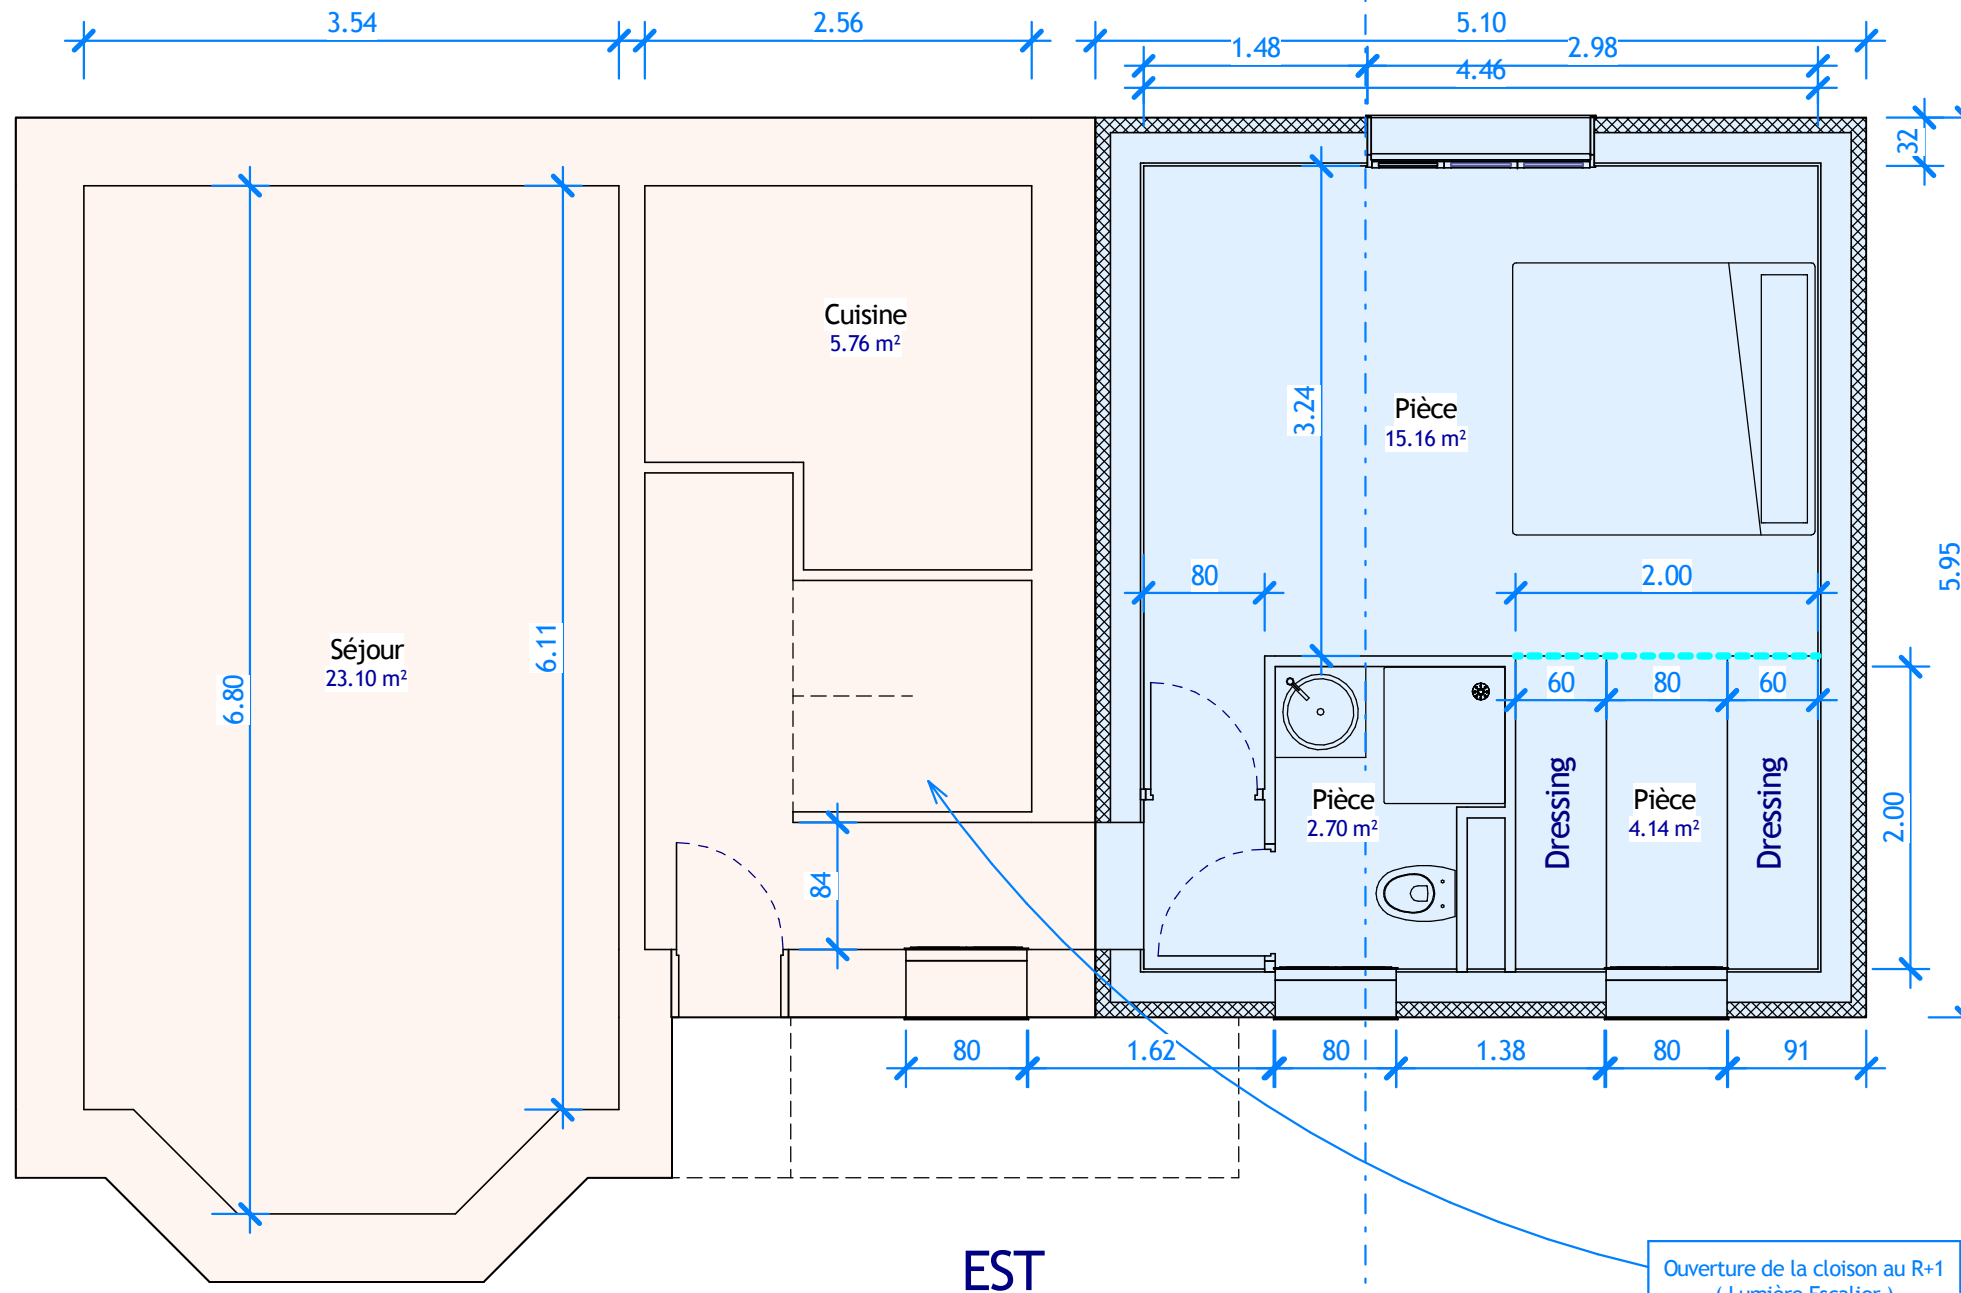 3.54
2.56
5.10
1.48
2.98
4.46
32
Cuisine
5.76 m²
3.24
Pièce
15.16 m²
5.95
80
2.00
Séjour
23.10 m²
6.11
6.80
60
80
60
Dressing
Dressing
Pièce
2.70 m²
Pièce
4.14 m²
2.00
84
80
1.62
80
1.38
80
91
EST
Ouverture de la cloison au R+1
( Lumière Escalier )